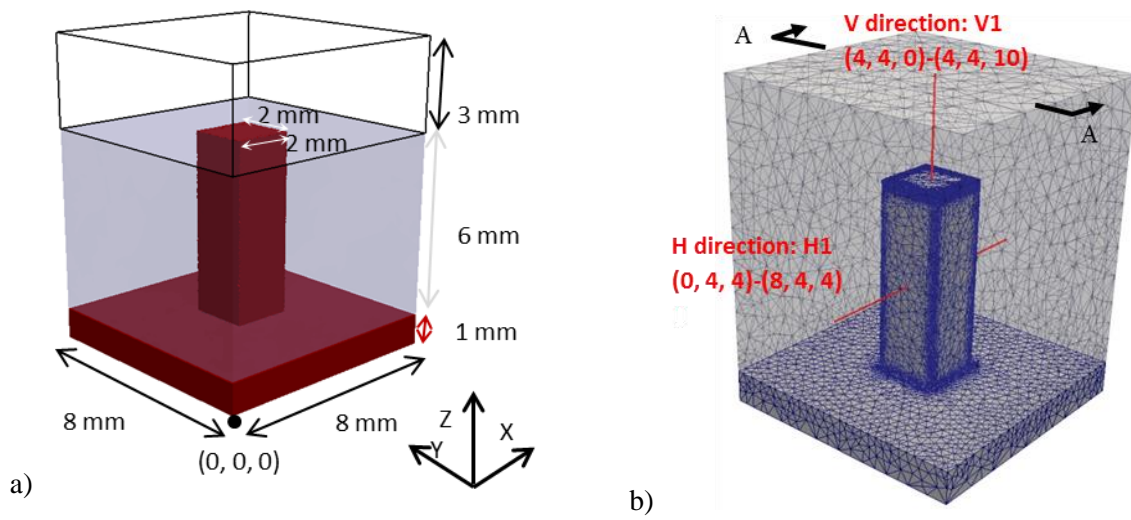 2 mm
2 mm
3 mm
6 mm
1 mm
8 mm
8 mm
(0, 0, 0)
Z
Y
X
a)
A
V direction: V1
(4, 4, 0)-(4, 4, 10)
A
H direction: H1
(0, 4, 4)-(8, 4, 4)
b)